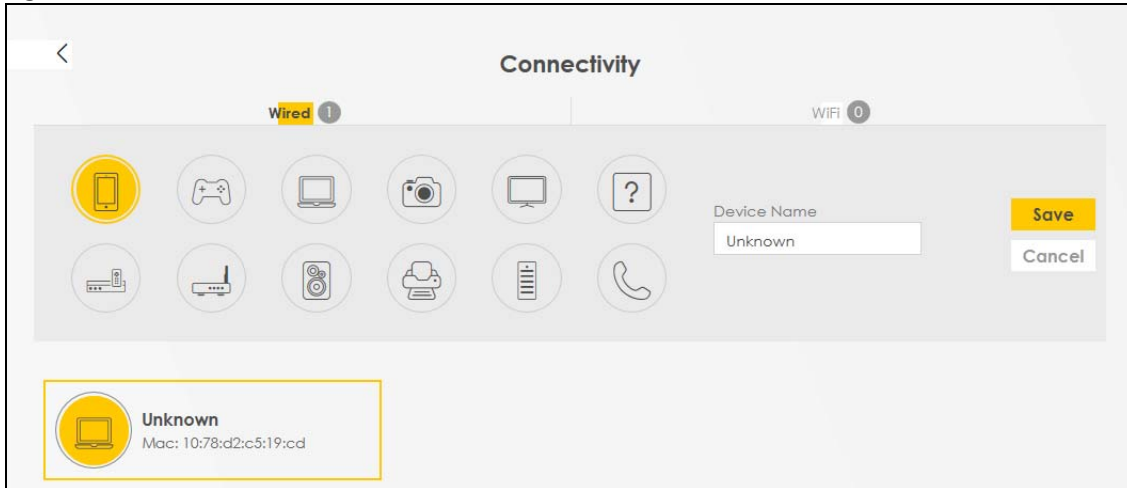 Connectivity
Wired 1
WiFi 0
Device Name
Unknown
Save
Cancel
Unknown
Mac: 10:78:d2:c5:19:cd